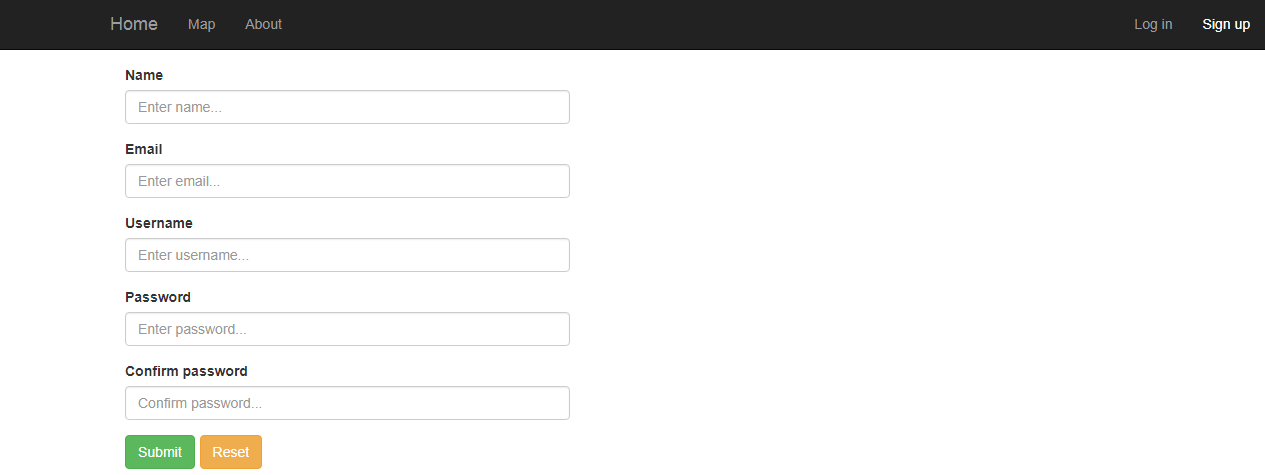 Home Map About Log in Sign up
Name
Enter name...
Email
Enter email...
Username
Enter username...
Password
Enter password...
Confirm password
Confirm password...
Submit Reset